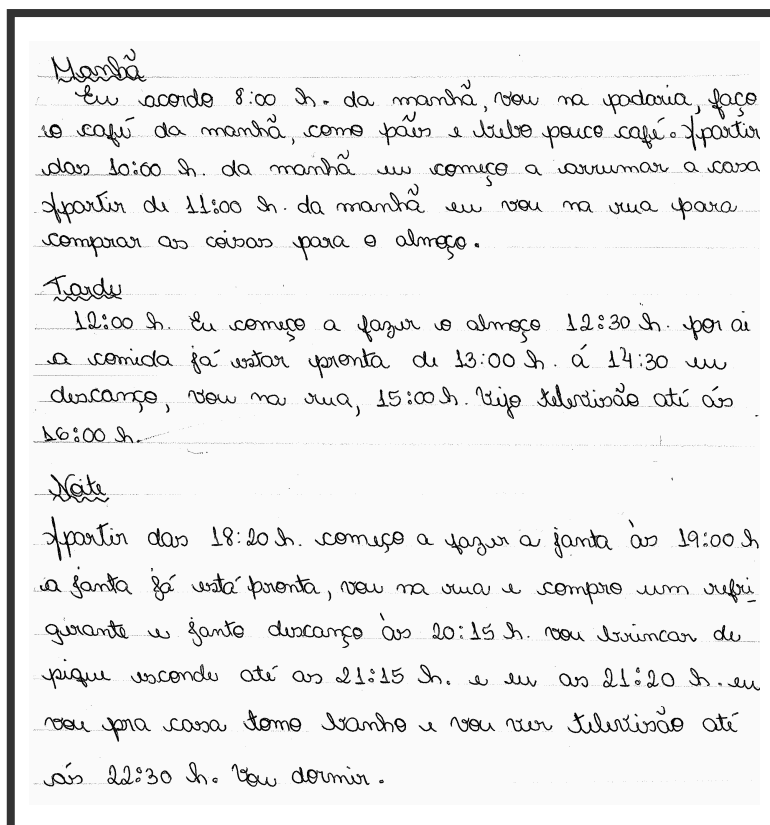 Manhã
Eu acordo 8:00 h. da manhã, vou na padaria, faço
o café da manhã, como pães e bebo pouco café. Apartir
das 10:00 h. da manhã eu começo a arrumar a casa
Apartir de 11:00 h. da manhã eu vou na rua para
comprar as coisas para o almoço.
Tarde
12:00 h. Eu começo a fazer o almoço 12:30 h. por ai
a comida já estar pronta de 13:00 h. á 14:30 eu
descanço, vou na rua, 15:00 h. Vejo televisão até ás
16:00 h.
Noite
Apartir das 18:20 h. começo a fazer a janta às 19:00 h
a janta já está pronta, vou na rua e compro um refri
gerante e janto descanço às 20:15 h. vou brincar de
pique esconde até as 21:15 h. e eu as 21:20 h. eu
vou pra casa tomo banho e vou ver televisão até
ás 22:30 h. Vou dormir.